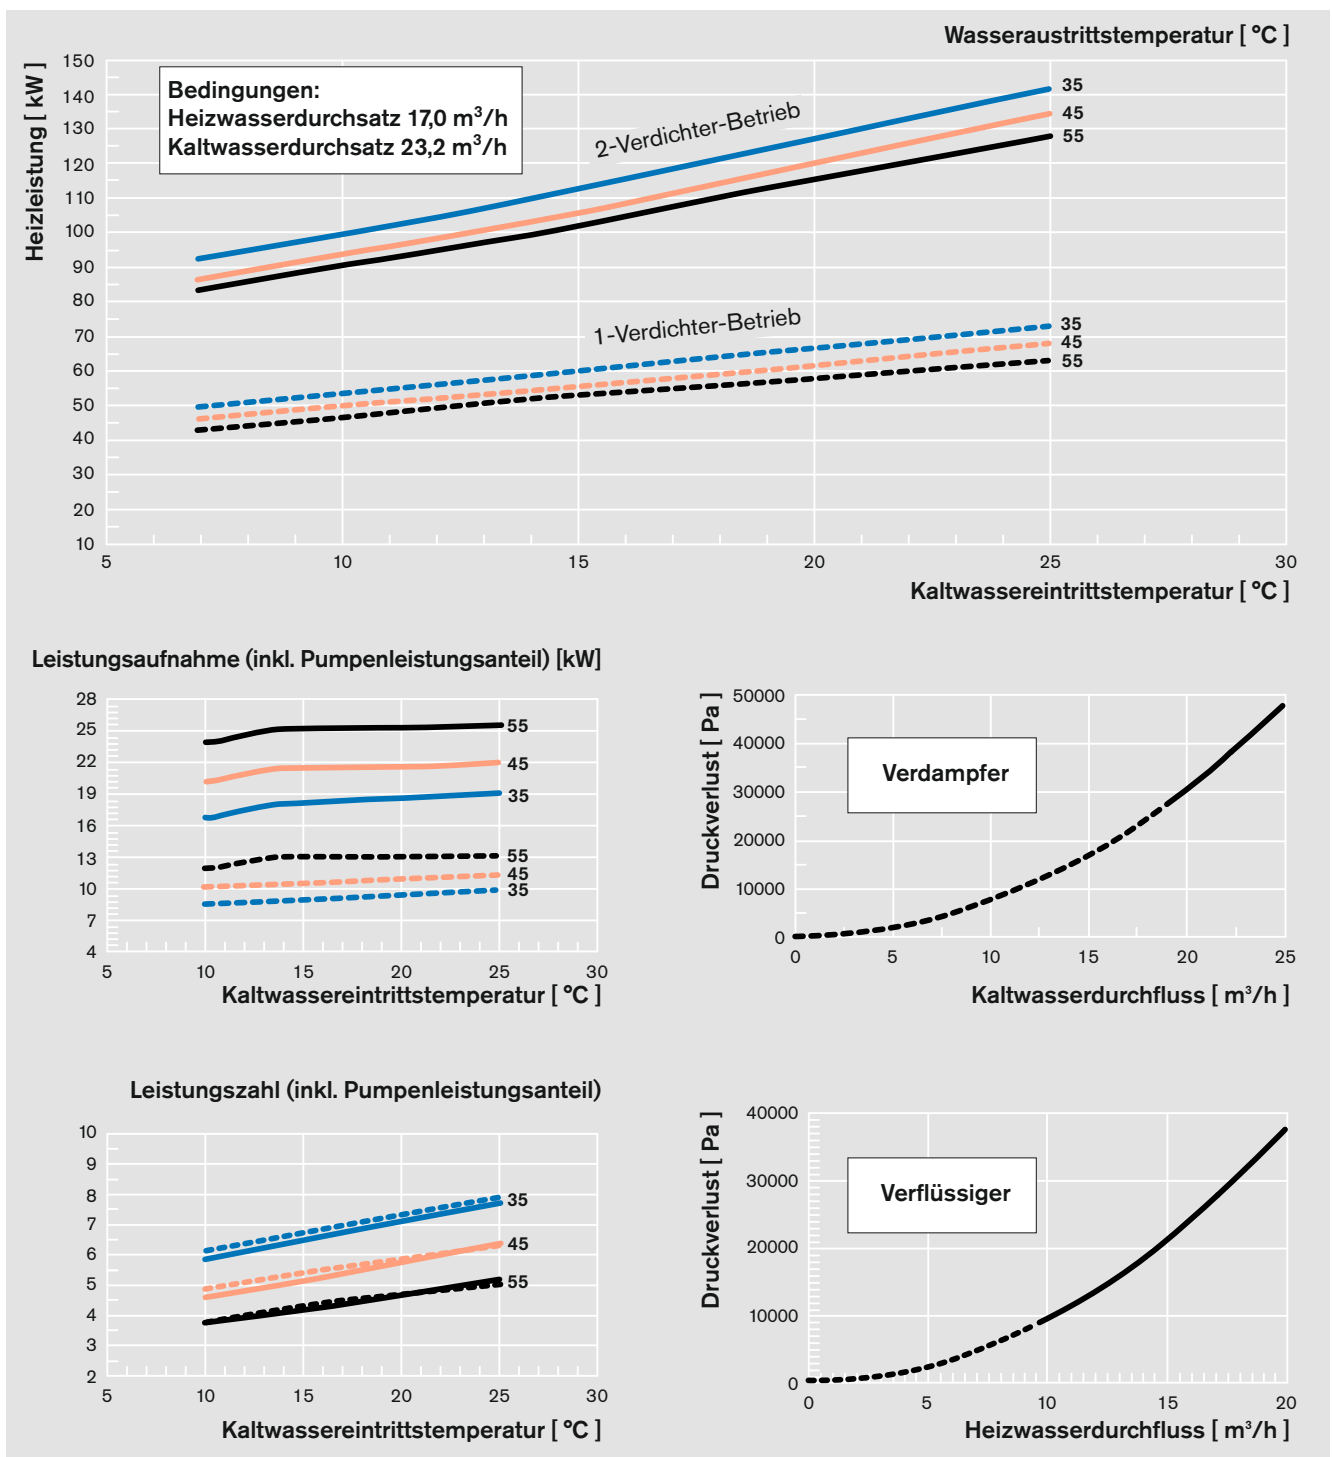 Wasseraustrittstemperatur [ °C ]
Heizleistung [ kW ]
150
140
130
120
110
100
90
80
70
60
50
40
30
20
10
Bedingungen:
Heizwasserdurchsatz 17,0 m³/h
Kaltwasserdurchsatz 23,2 m³/h
2-Verdichter-Betrieb
35
45
55
1-Verdichter-Betrieb
35
45
55
5 10 15 20 25 30
Kaltwassereintrittstemperatur [ °C ]
Leistungsaufnahme (inkl. Pumpenleistungsanteil) [kW]
28
25
22
19
16
13
10
7
4
55
45
35
55
45
35
5 10 15 20 25 30
Kaltwassereintrittstemperatur [ °C ]
Druckverlust [ Pa ]
50000
40000
30000
20000
10000
0
Verdampfer
0 5 10 15 20 25
Kaltwasserdurchfluss [ m³/h ]
Leistungszahl (inkl. Pumpenleistungsanteil)
10
9
8
7
6
5
4
3
2
35
45
55
5 10 15 20 25 30
Kaltwassereintrittstemperatur [ °C ]
Druckverlust [ Pa ]
40000
30000
20000
10000
0
Verflüssiger
0 5 10 15 20
Heizwasserdurchfluss [ m³/h ]